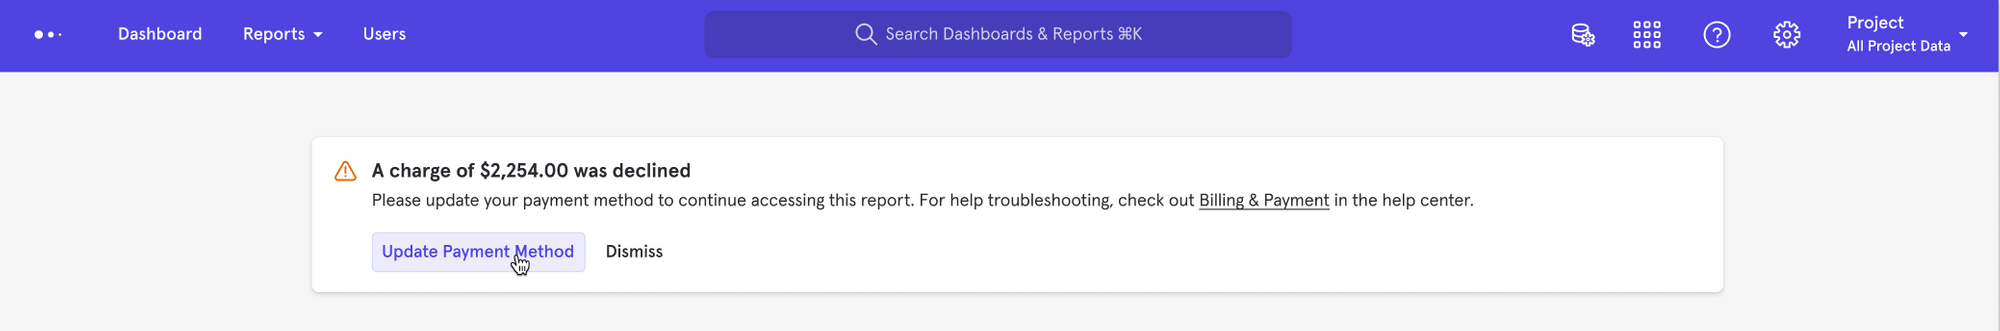 Dashboard
Reports
Users
Search Dashboards & Reports ⌘K
Project
All Project Data
A charge of $2,254.00 was declined
Please update your payment method to continue accessing this report. For help troubleshooting, check out Billing & Payment in the help center.
Update Payment Method
Dismiss